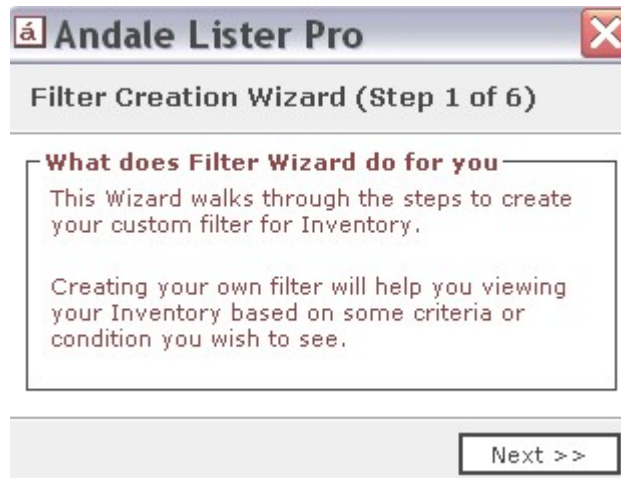 á Andale Lister Pro
Filter Creation Wizard (Step 1 of 6)
What does Filter Wizard do for you
This Wizard walks through the steps to create
your custom filter for Inventory.
Creating your own filter will help you viewing
your Inventory based on some criteria or
condition you wish to see.
Next >>